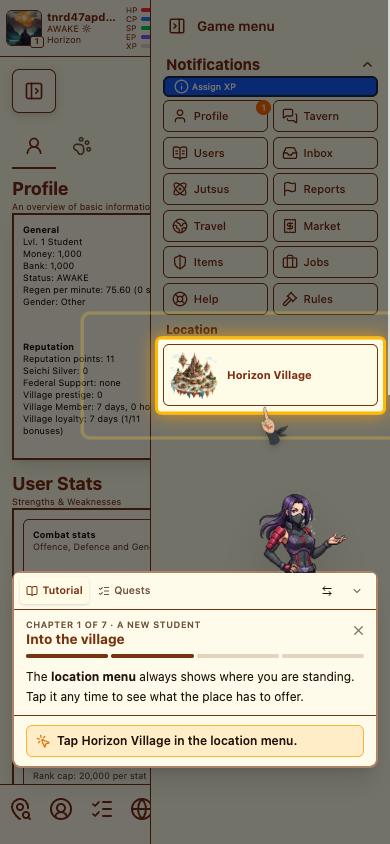 tnrd47apd...
AWAKE
Horizon
1
HP
CP
SP
EP
XP
Game menu
Notifications
Assign XP
Profile
1
Tavern
Users
Inbox
Jutsus
Reports
Travel
Market
Items
Jobs
Help
Rules
Location
Horizon Village
Profile
An overview of basic informatio
General
Lvl. 1 Student
Money: 1,000
Bank: 1,000
Status: AWAKE
Regen per minute: 75.60 (0 s
Gender: Other
Reputation
Reputation points: 11
Seichi Silver: 0
Federal Support: none
Village prestige: 0
Village Member: 7 days, 0 ho
Village loyalty: 7 days (1/11
bonuses)
User Stats
Strengths & Weaknesses
Combat stats
Offence, Defence and Gen
Tutorial
Quests
CHAPTER 1 OF 7 · A NEW STUDENT
Into the village
The location menu always shows where you are standing.
Tap it any time to see what the place has to offer.
Tap Horizon Village in the location menu.
Rank cap: 20,000 per stat